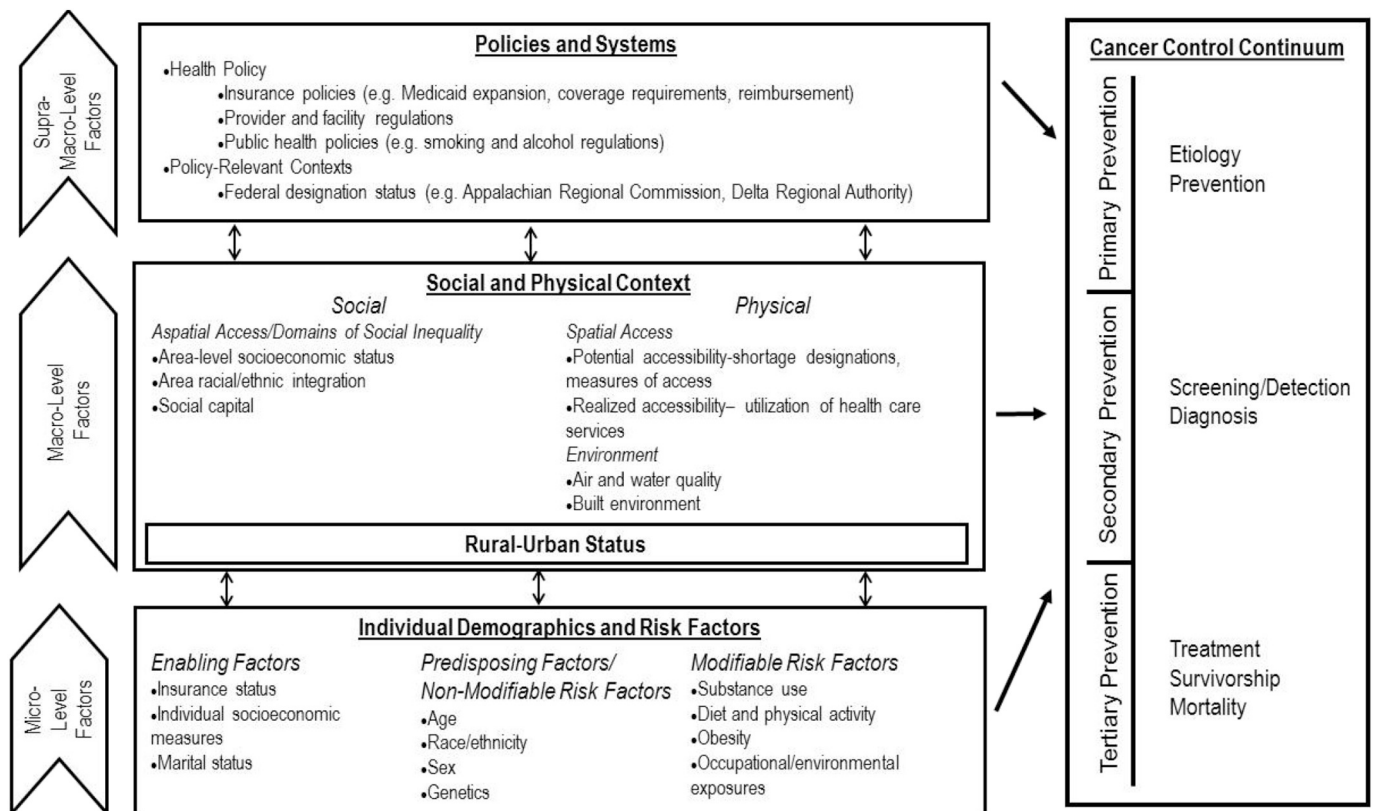 Supra-
Macro-Level
Factors
Policies and Systems
•Health Policy
•Insurance policies (e.g. Medicaid expansion, coverage requirements, reimbursement)
•Provider and facility regulations
•Public health policies (e.g. smoking and alcohol regulations)
•Policy-Relevant Contexts
•Federal designation status (e.g. Appalachian Regional Commission, Delta Regional Authority)
Macro-Level
Factors
Social and Physical Context
Social
Aspatial Access/Domains of Social Inequality
•Area-level socioeconomic status
•Area racial/ethnic integration
•Social capital
Physical
Spatial Access
•Potential accessibility-shortage designations,
measures of access
•Realized accessibility– utilization of health care
services
Environment
•Air and water quality
•Built environment
Rural-Urban Status
Micro-
Level
Factors
Individual Demographics and Risk Factors
Enabling Factors
•Insurance status
•Individual socioeconomic
measures
•Marital status
Predisposing Factors/
Non-Modifiable Risk Factors
•Age
•Race/ethnicity
•Sex
•Genetics
Modifiable Risk Factors
•Substance use
•Diet and physical activity
•Obesity
•Occupational/environmental
exposures
Cancer Control Continuum
Primary Prevention
Etiology
Prevention
Secondary Prevention
Screening/Detection
Diagnosis
Tertiary Prevention
Treatment
Survivorship
Mortality